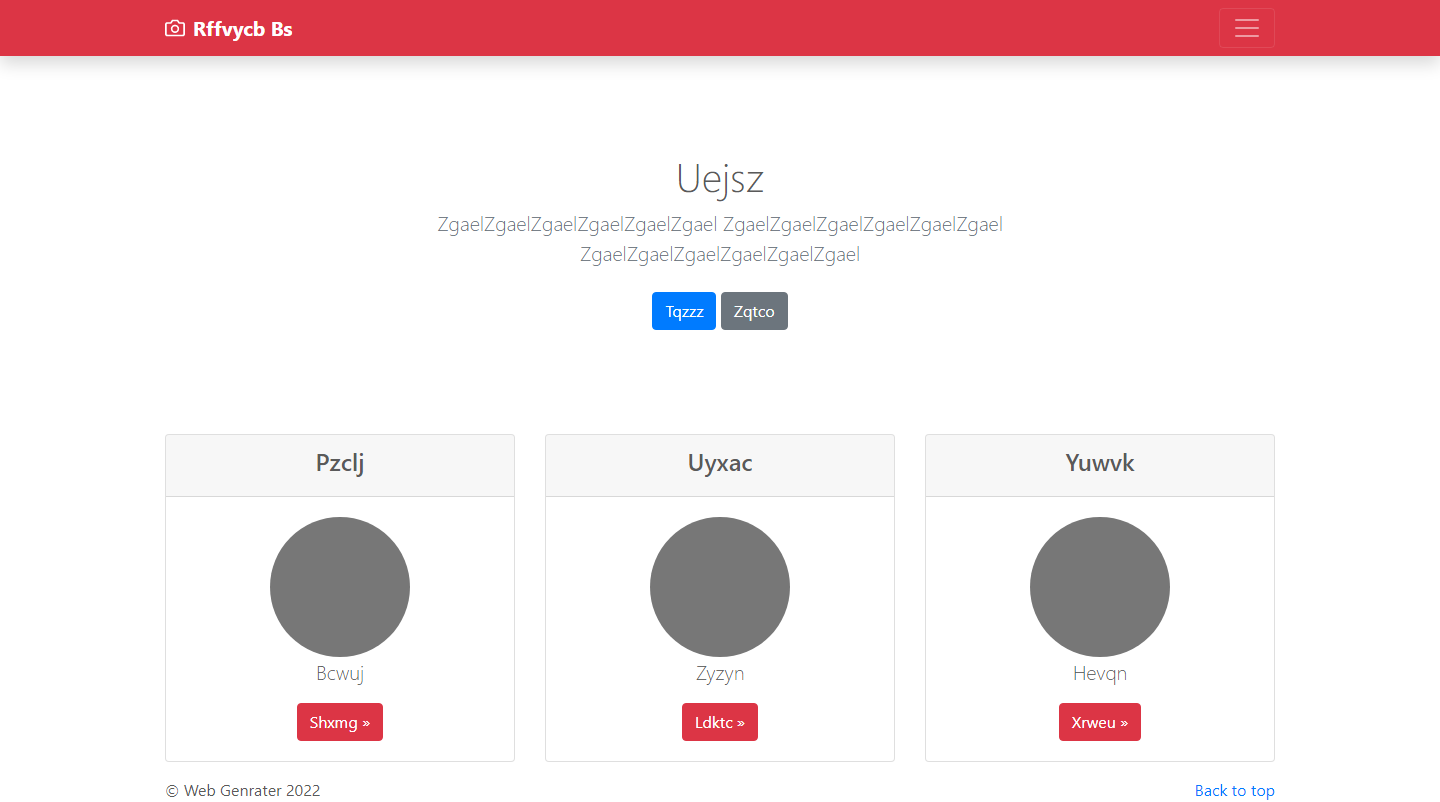 Rffvycb Bs
Uejsz
ZgaelZgaelZgaelZgaelZgaelZgael ZgaelZgaelZgaelZgaelZgaelZgael
ZgaelZgaelZgaelZgaelZgaelZgael
Tqzzz Zqtco
Pzclj
Uyxac
Yuwvk
Bcwuj
Zyzyn
Hevqn
Shxmg »
Ldktc »
Xrweu »
© Web Genrater 2022
Back to top